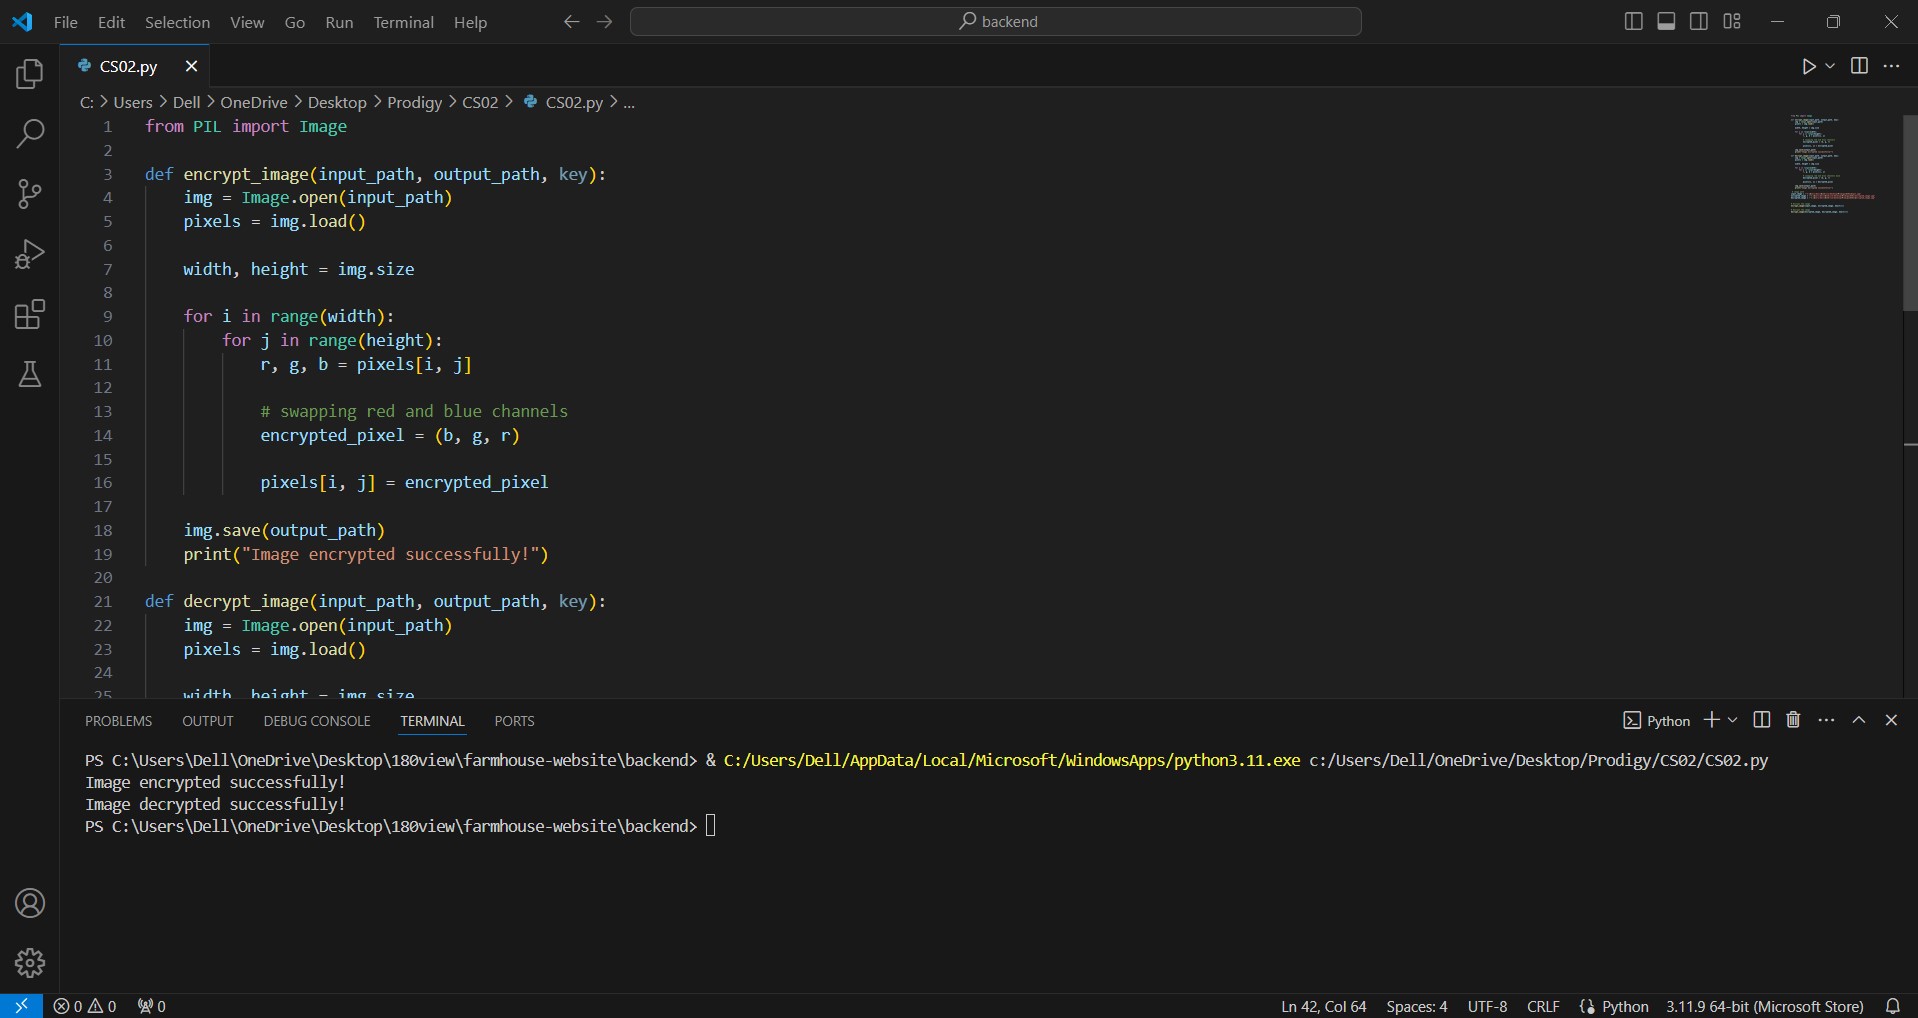 File Edit Selection View Go Run Terminal Help backend
CS02.py
C: > Users > Dell > OneDrive > Desktop > Prodigy > CS02 > CS02.py > ...
1 from PIL import Image
2
3 def encrypt_image(input_path, output_path, key):
4     img = Image.open(input_path)
5     pixels = img.load()
6
7     width, height = img.size
8
9     for i in range(width):
10         for j in range(height):
11             r, g, b = pixels[i, j]
12
13             # swapping red and blue channels
14             encrypted_pixel = (b, g, r)
15
16             pixels[i, j] = encrypted_pixel
17
18     img.save(output_path)
19     print("Image encrypted successfully!")
20
21 def decrypt_image(input_path, output_path, key):
22     img = Image.open(input_path)
23     pixels = img.load()
24
25     width, height = img.size
PROBLEMS OUTPUT DEBUG CONSOLE TERMINAL PORTS Python
PS C:\Users\Dell\OneDrive\Desktop\180view\farmhouse-website\backend> & C:/Users/Dell/AppData/Local/Microsoft/WindowsApps/python3.11.exe c:/Users/Dell/OneDrive/Desktop/Prodigy/CS02/CS02.py
Image encrypted successfully!
Image decrypted successfully!
PS C:\Users\Dell\OneDrive\Desktop\180view\farmhouse-website\backend>
0 0 0 Ln 42, Col 64 Spaces: 4 UTF-8 CRLF Python 3.11.9 64-bit (Microsoft Store)